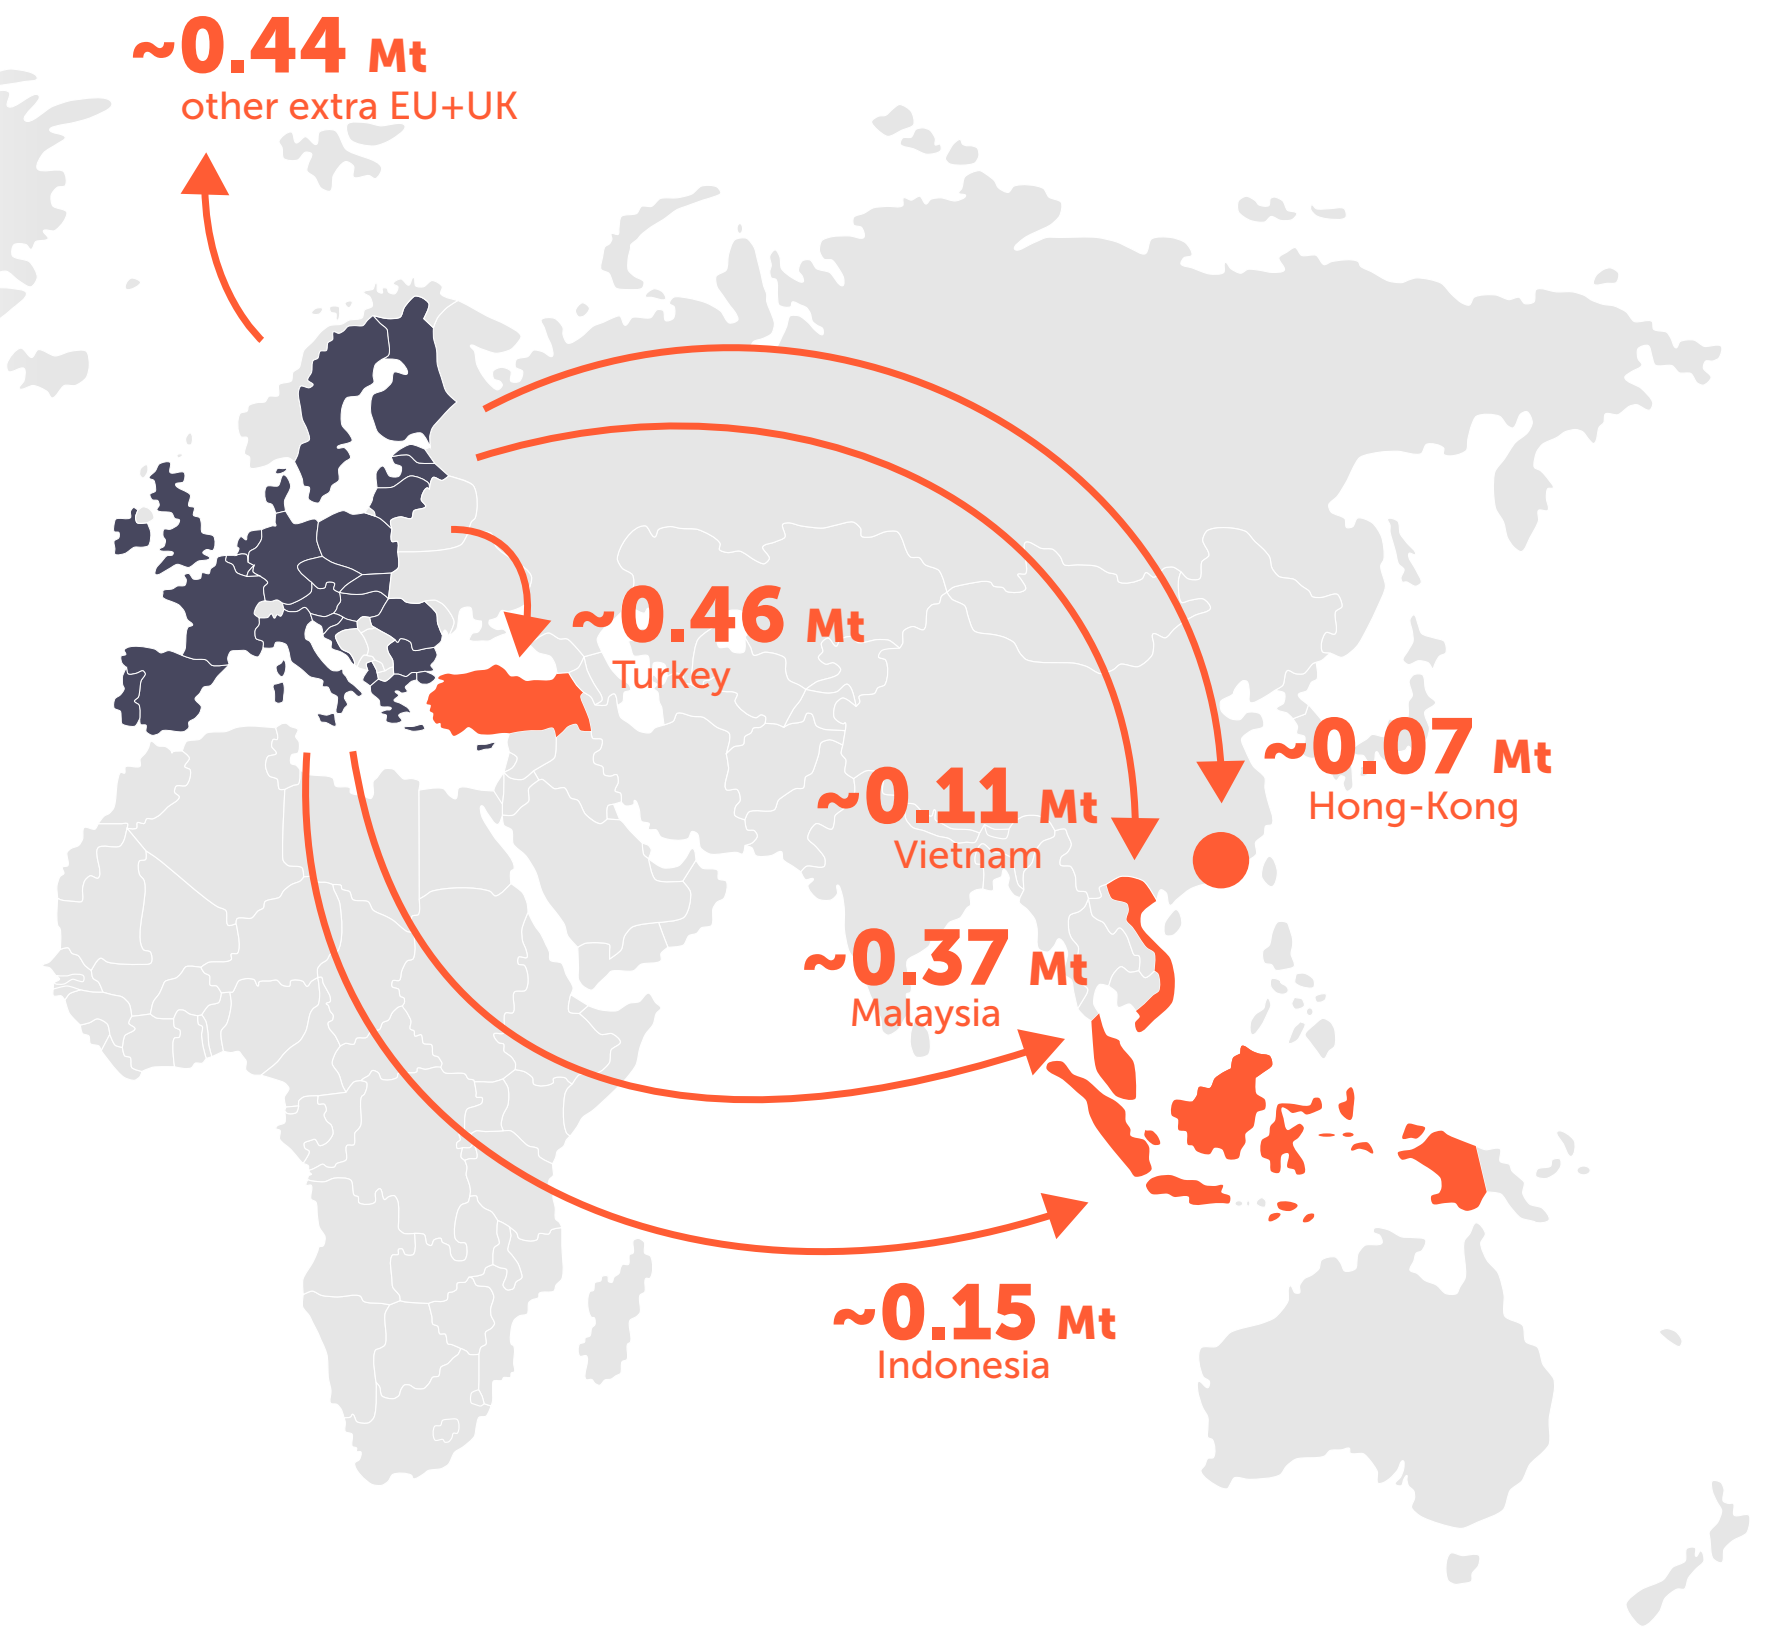 ~0.44 Mt
other extra EU+UK
~0.46 Mt
Turkey
~0.07 Mt
Hong-Kong
~0.11 Mt
Vietnam
~0.37 Mt
Malaysia
~0.15 Mt
Indonesia